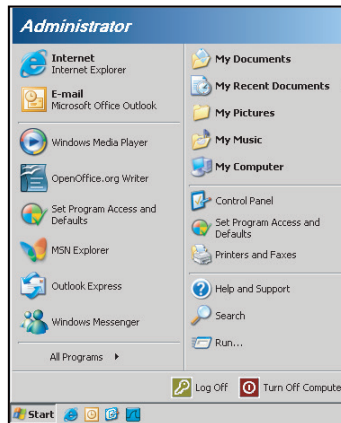 Administrator
Internet
Internet Explorer
E-mail
Microsoft Office Outlook
Windows Media Player
OpenOffice.org Writer
Set Program Access and
Defaults
MSN Explorer
Outlook Express
Windows Messenger
All Programs
My Documents
My Recent Documents
My Pictures
My Music
My Computer
Control Panel
Set Program Access and
Defaults
Printers and Faxes
Help and Support
Search
Run...
Log Off
Turn Off Compute
Start